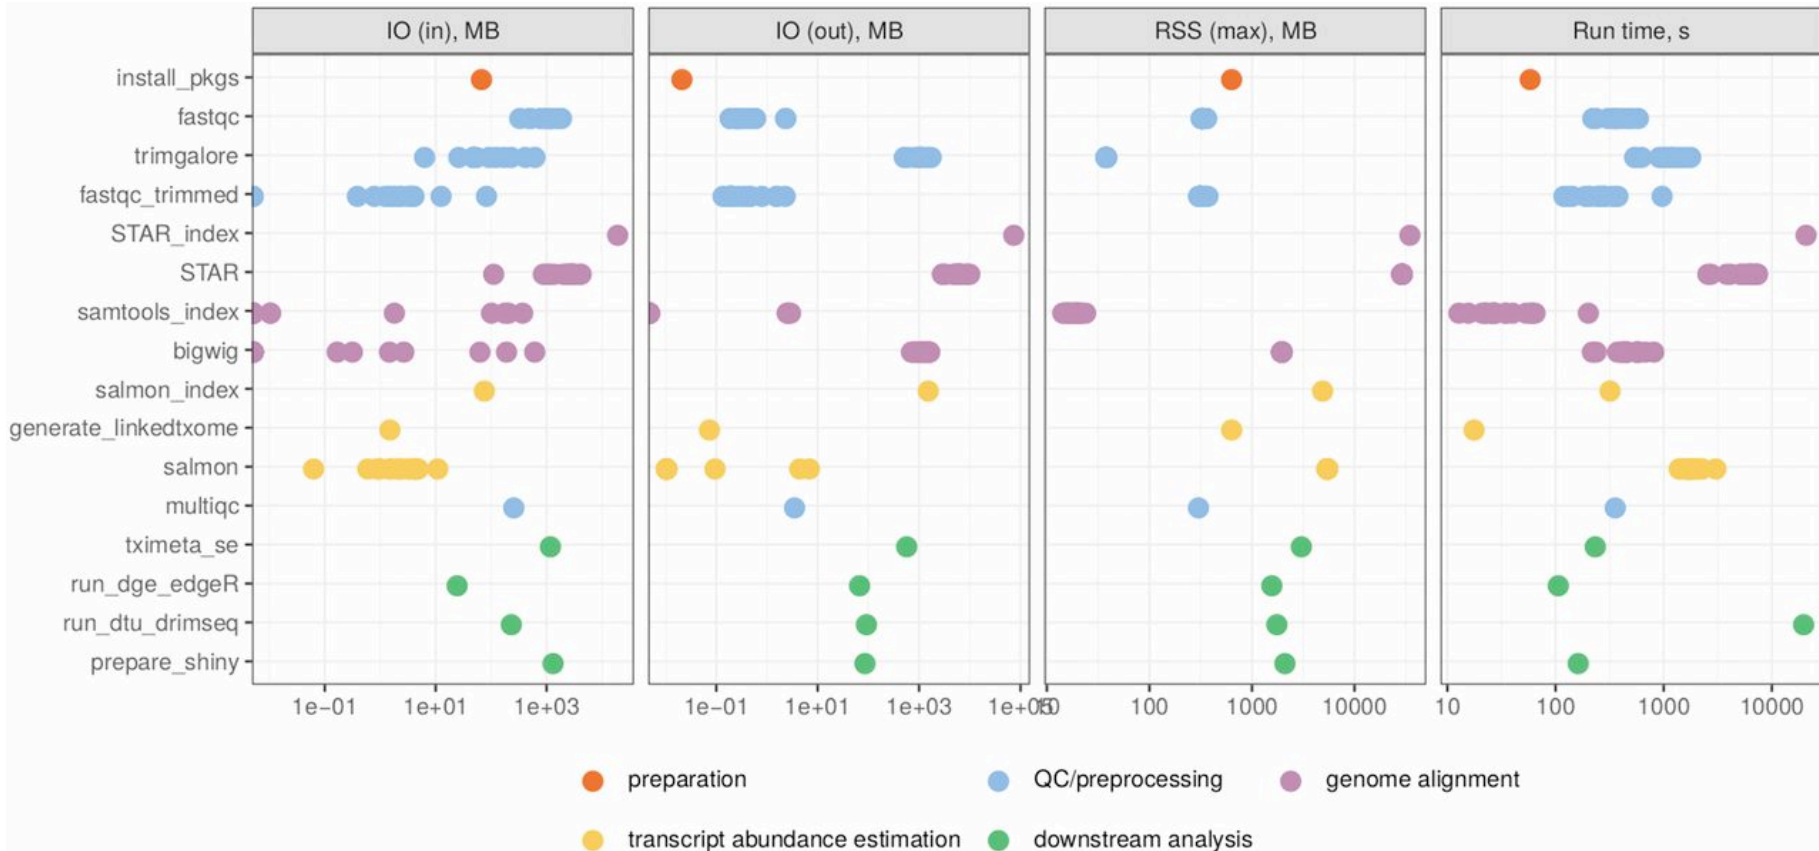 IO (in), MB IO (out), MB RSS (max), MB Run time, s
install_pkgs
fastqc
trimgalore
fastqc_trimmed
STAR_index
STAR
samtools_index
bigwig
salmon_index
generate_linkedtxome
salmon
multiqc
tximeta_se
run_dge_edgeR
run_dtu_drimseq
prepare_shiny
1e−01 1e+01 1e+03 1e−01 1e+01 1e+03 1e+05 10 100 1000 10000 10 100 1000 10000
preparation QC/preprocessing genome alignment
transcript abundance estimation downstream analysis